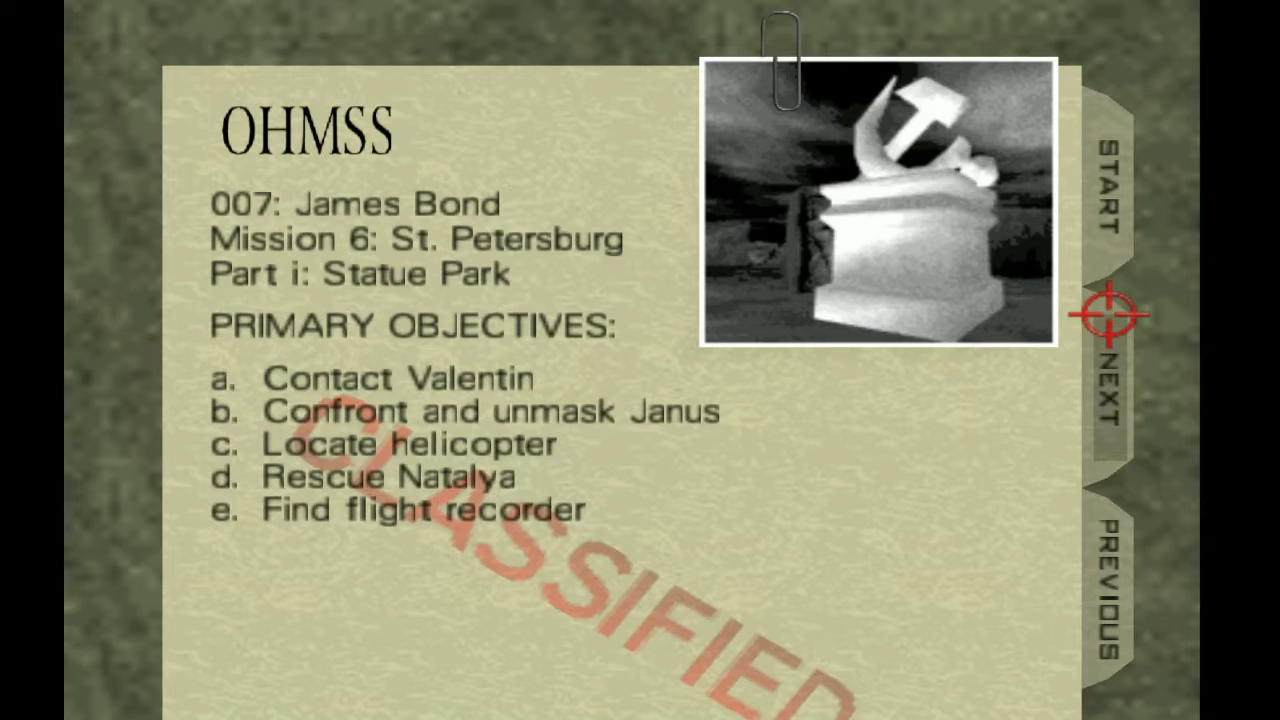 OHMSS
007: James Bond
Mission 6: St. Petersburg
Part i: Statue Park
PRIMARY OBJECTIVES:
a. Contact Valentin
b. Confront and unmask Janus
c. Locate helicopter
d. Rescue Natalya
e. Find flight recorder
CLASSIFIED
START
NEXT
PREVIOUS